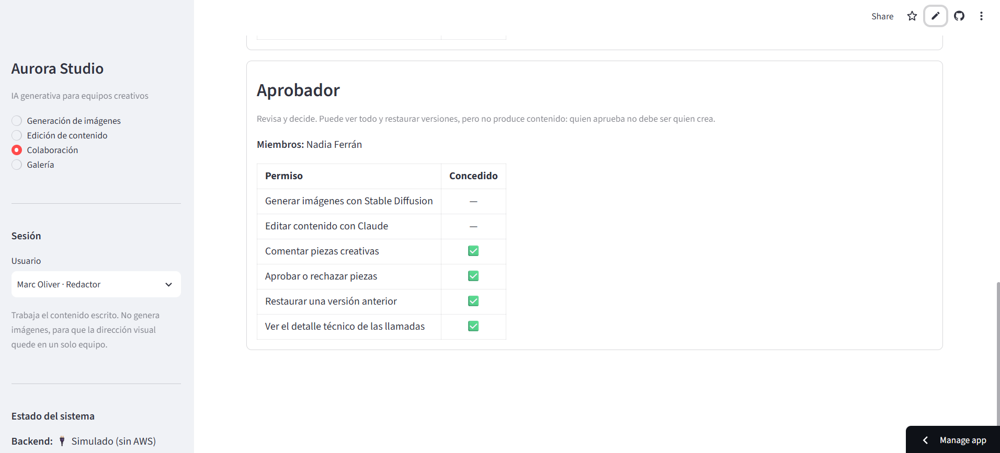 Share
Aurora Studio
IA generativa para equipos creativos
Generación de imágenes
Edición de contenido
Colaboración
Galería
Sesión
Usuario
Marc Oliver · Redactor
Trabaja el contenido escrito. No genera
imágenes, para que la dirección visual
quede en un solo equipo.
Estado del sistema
Backend: Simulado (sin AWS)
Aprobador
Revisa y decide. Puede ver todo y restaurar versiones, pero no produce contenido: quien aprueba no debe ser quien crea.
Miembros: Nadia Ferrán
Permiso Concedido
Generar imágenes con Stable Diffusion —
Editar contenido con Claude —
Comentar piezas creativas ✅
Aprobar o rechazar piezas ✅
Restaurar una versión anterior ✅
Ver el detalle técnico de las llamadas ✅
Manage app